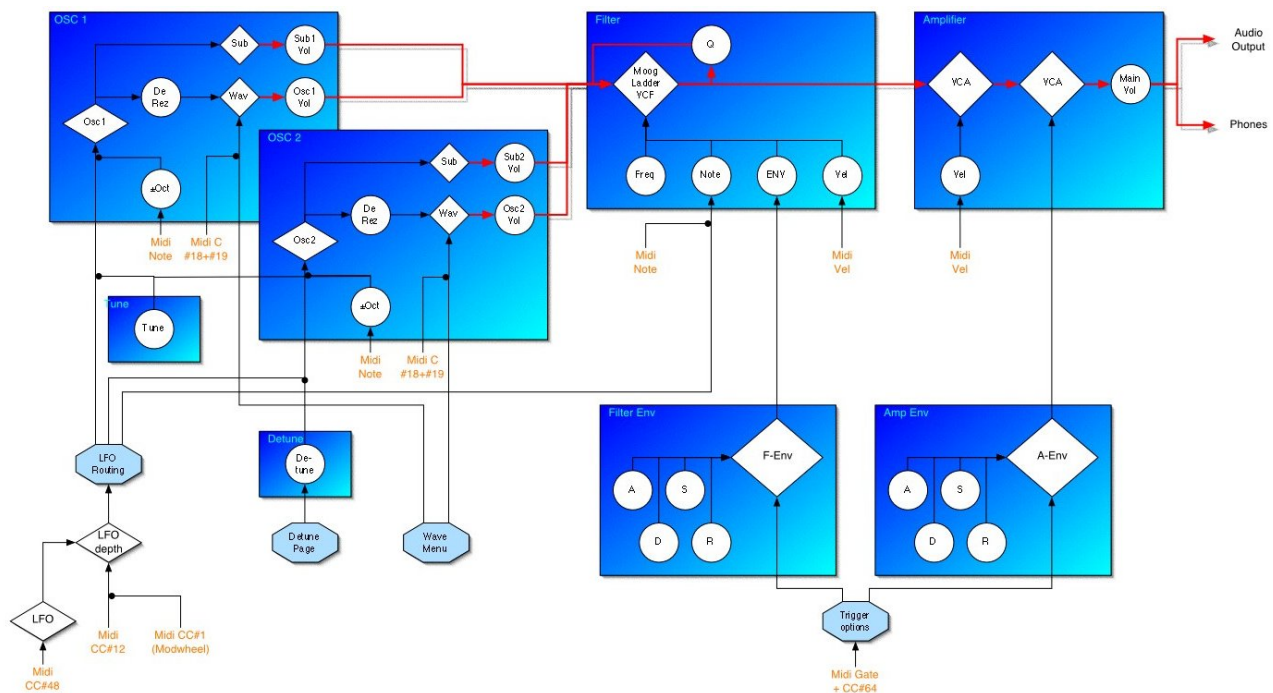 OSC 1
Sub
Sub1
Vol
De
Rez
Wav
Osc1
Vol
Osc1
±Oct
Midi
Note
Midi C
#18+#19
OSC 2
Sub
Sub2
Vol
De
Rez
Wav
Osc2
Vol
Osc2
±Oct
Midi
Note
Midi C
#18+#19
Filter
Q
Moog
Ladder
VCF
Freq
Note
ENV
Vel
Midi
Note
Midi
Vel
Amplifier
VCA
VCA
Main
Vol
Vel
Midi
Vel
Audio
Output
Phones
Tune
Tune
LFO
Routing
LFO
depth
LFO
Midi
CC#48
Midi
CC#12
Midi CC#1
(Modwheel)
Detune
De-
tune
Detune
Page
Wave
Menu
Filter Env
F-Env
A
S
D
R
Amp Env
A-Env
A
S
D
R
Trigger
options
Midi Gate
+ CC#64